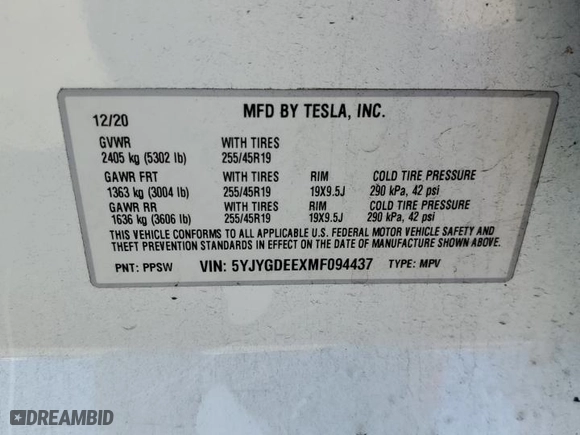 MFD BY TESLA, INC.
12/20
GVWR WITH TIRES
2405 kg (5302 lb) 255/45R19
GAWR FRT WITH TIRES RIM COLD TIRE PRESSURE
1363 kg (3004 lb) 255/45R19 19X9.5J 290 kPa, 42 psi
GAWR RR WITH TIRES RIM COLD TIRE PRESSURE
1636 kg (3606 lb) 255/45R19 19X9.5J 290 kPa, 42 psi
THIS VEHICLE CONFORMS TO ALL APPLICABLE U.S. FEDERAL MOTOR VEHICLE SAFETY AND
THEFT PREVENTION STANDARDS IN EFFECT ON THE DATE OF MANUFACTURE SHOWN ABOVE.
PNT: PPSW VIN: 5YJYGDEEXMF094437 TYPE: MPV
DREAMBID